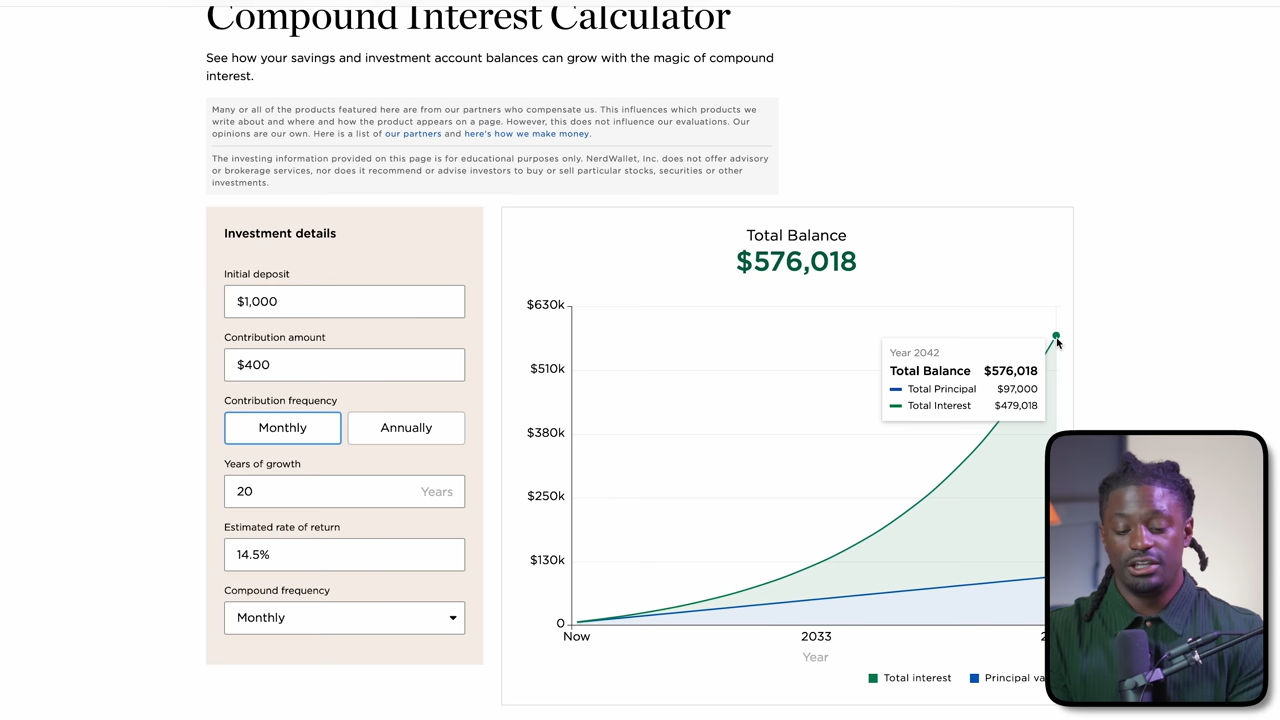 Compound Interest Calculator
See how your savings and investment account balances can grow with the magic of compound
interest.
Many or all of the products featured here are from our partners who compensate us. This influences which products we
write about and where and how the product appears on a page. However, this does not influence our evaluations. Our
opinions are our own. Here is a list of our partners and here's how we make money.
The investing information provided on this page is for educational purposes only. NerdWallet, Inc. does not offer advisory
or brokerage services, nor does it recommend or advise investors to buy or sell particular stocks, securities or other
investments.
Investment details
Initial deposit
$1,000
Contribution amount
$400
Contribution frequency
Monthly
Annually
Years of growth
20
Years
Estimated rate of return
14.5%
Compound frequency
Monthly
Total Balance
$576,018
$630k
$510k
$380k
$250k
$130k
0
Year 2042
Total Balance $576,018
Total Principal $97,000
Total Interest $479,018
Now
2033
Year
Total interest
Principal